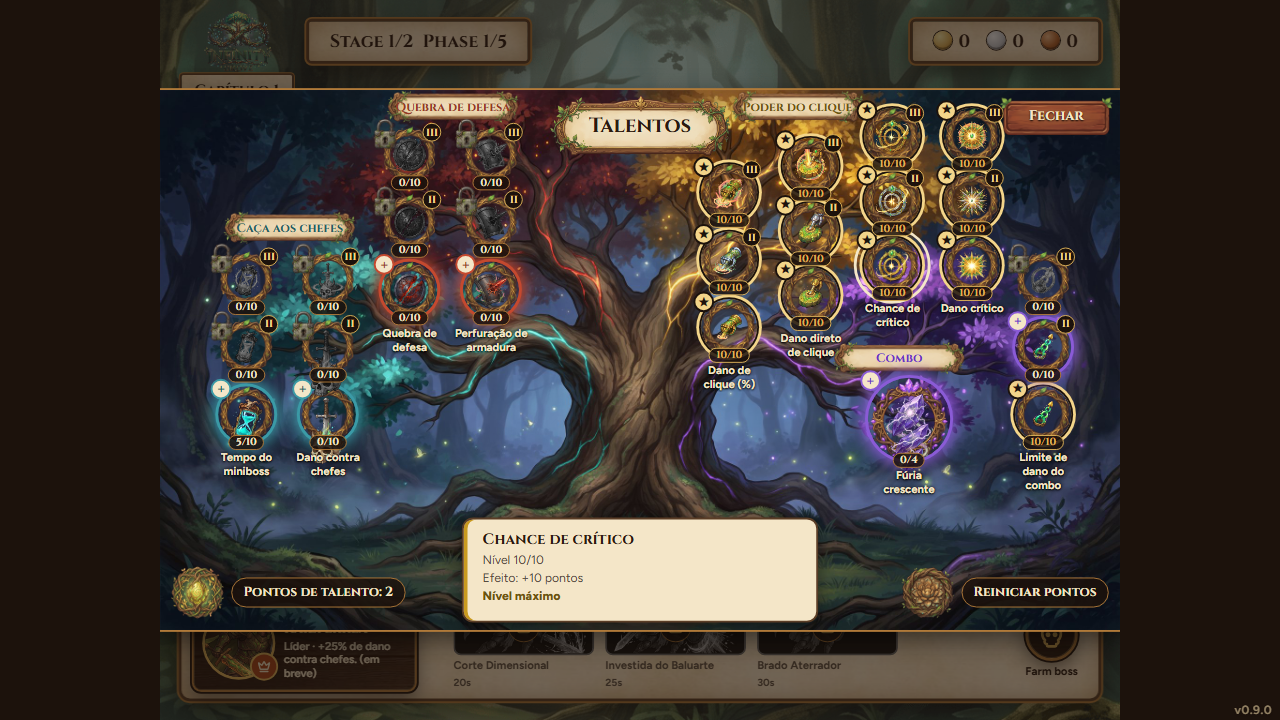 STAGE 1/2 PHASE 1/5
0 0 0
CAPÍTULO 1
QUEBRA DE DEFESA
TALENTOS
PODER DO CLIQUE
FECHAR
III
III
0/10
0/10
II
II
0/10
0/10
0/10
0/10
Quebra de
defesa
Perfuração de
armadura
CAÇA AOS CHEFES
III
III
0/10
0/10
II
II
0/10
0/10
5/10
0/10
Tempo do
miniboss
Dano contra
chefes
III
10/10
II
10/10
10/10
Dano de
clique (%)
III
10/10
II
10/10
10/10
Dano direto
de clique
III
10/10
II
10/10
10/10
Chance de
crítico
III
10/10
II
10/10
10/10
Dano crítico
COMBO
0/4
Fúria
crescente
III
0/10
II
0/10
10/10
Limite de
dano do
combo
CHANCE DE CRÍTICO
Nível 10/10
Efeito: +10 pontos
Nível máximo
PONTOS DE TALENTO: 2
REINICIAR PONTOS
Líder · +25% de dano
contra chefes. (em
breve)
Corte Dimensional
20s
Investida do Baluarte
25s
Brado Aterrador
30s
Farm boss
v0.9.0